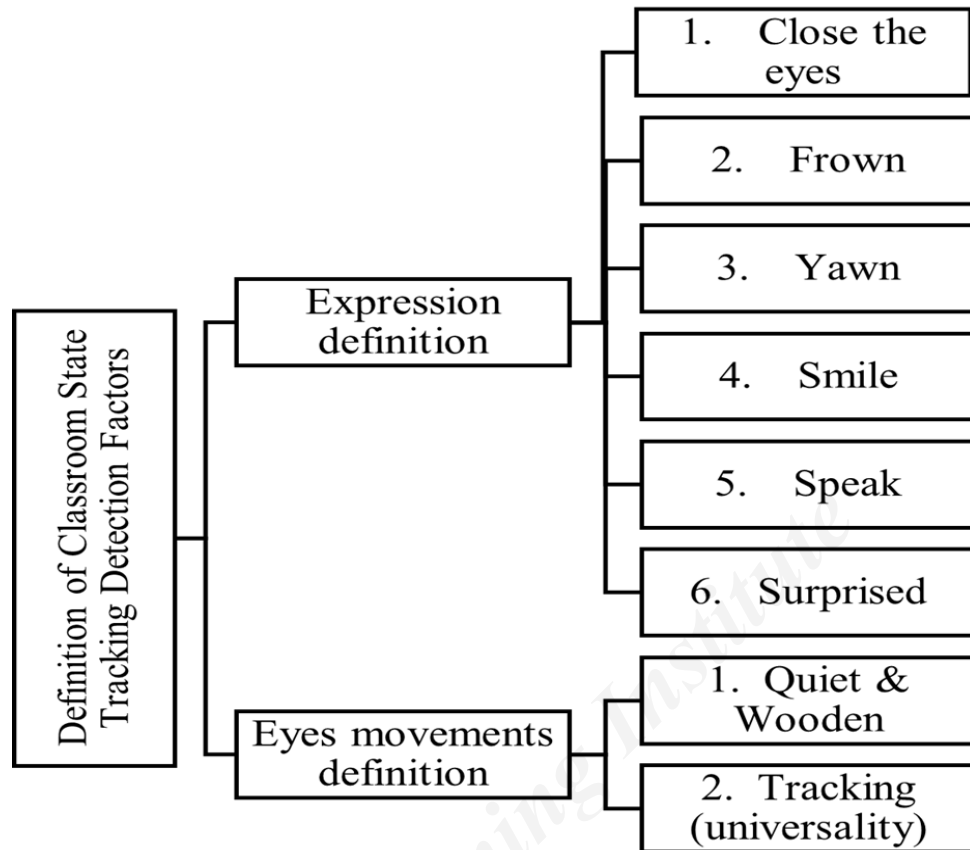 Definition of Classroom State
Tracking Detection Factors
Expression
definition
1. Close the
eyes
2. Frown
3. Yawn
4. Smile
5. Speak
6. Surprised
Eyes movements
definition
1. Quiet &
Wooden
2. Tracking
(universality)
Institute